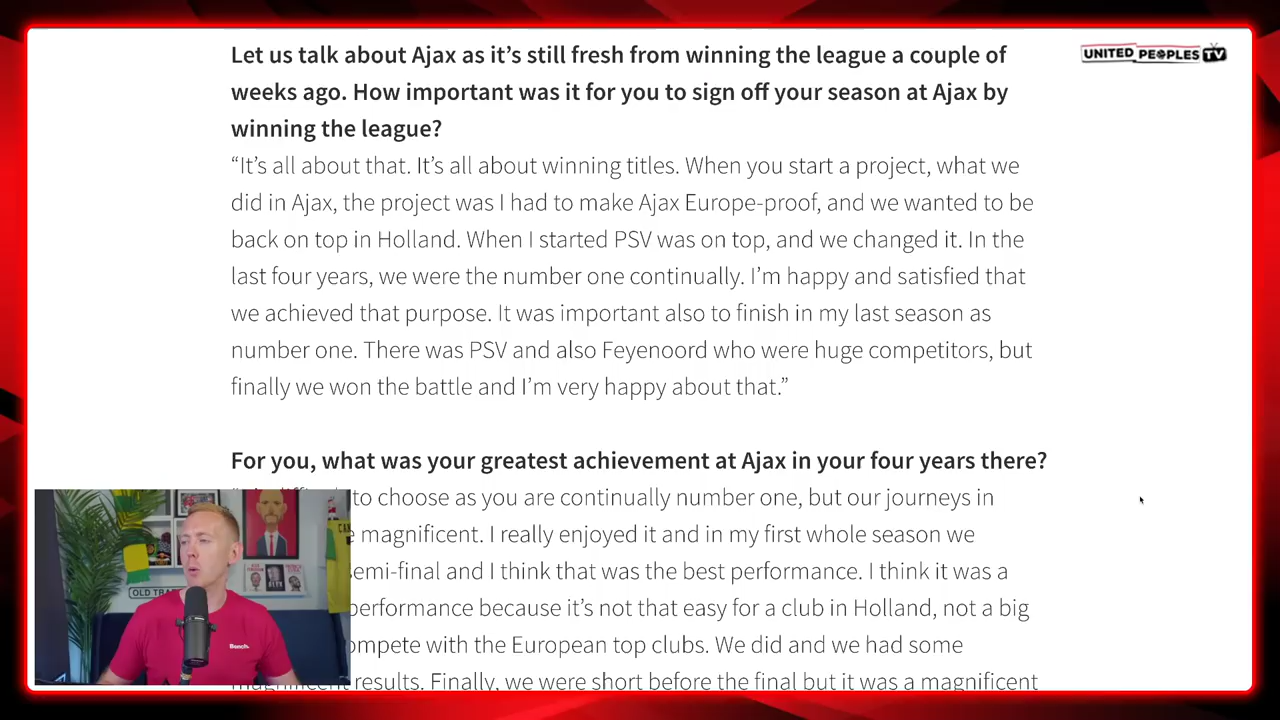 Let us talk about Ajax as it’s still fresh from winning the league a couple of
UNITED PEOPLES TV
weeks ago. How important was it for you to sign off your season at Ajax by
winning the league?
“It’s all about that. It’s all about winning titles. When you start a project, what we
did in Ajax, the project was I had to make Ajax Europe-proof, and we wanted to be
back on top in Holland. When I started PSV was on top, and we changed it. In the
last four years, we were the number one continually. I’m happy and satisfied that
we achieved that purpose. It was important also to finish in my last season as
number one. There was PSV and also Feyenoord who were huge competitors, but
finally we won the battle and I’m very happy about that.”
For you, what was your greatest achievement at Ajax in your four years there?
to choose as you are continually number one, but our journeys in
magnificent. I really enjoyed it and in my first whole season we
semi-final and I think that was the best performance. I think it was a
performance because it’s not that easy for a club in Holland, not a big
compete with the European top clubs. We did and we had some
magnificent results. Finally, we were short before the final but it was a magnificent
OLD TRA
Bench.